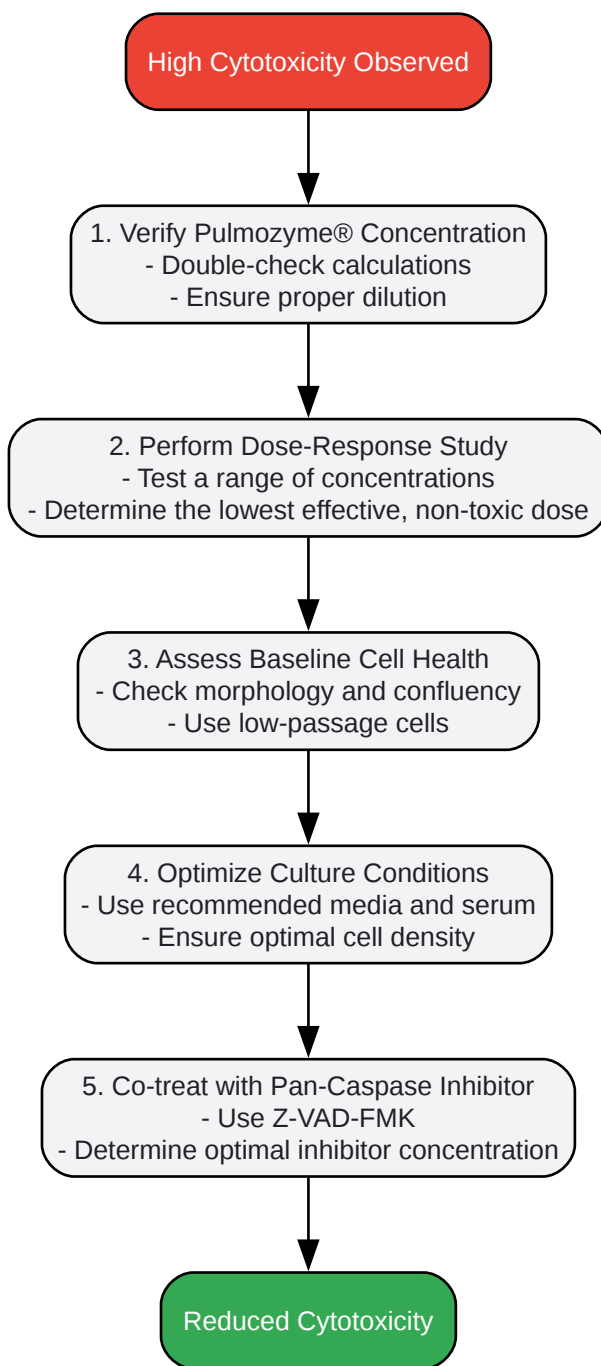 High Cytotoxicity Observed
1. Verify Pulmozyme® Concentration
- Double-check calculations
- Ensure proper dilution
2. Perform Dose-Response Study
- Test a range of concentrations
- Determine the lowest effective, non-toxic dose
3. Assess Baseline Cell Health
- Check morphology and confluency
- Use low-passage cells
4. Optimize Culture Conditions
- Use recommended media and serum
- Ensure optimal cell density
5. Co-treat with Pan-Caspase Inhibitor
- Use Z-VAD-FMK
- Determine optimal inhibitor concentration
Reduced Cytotoxicity